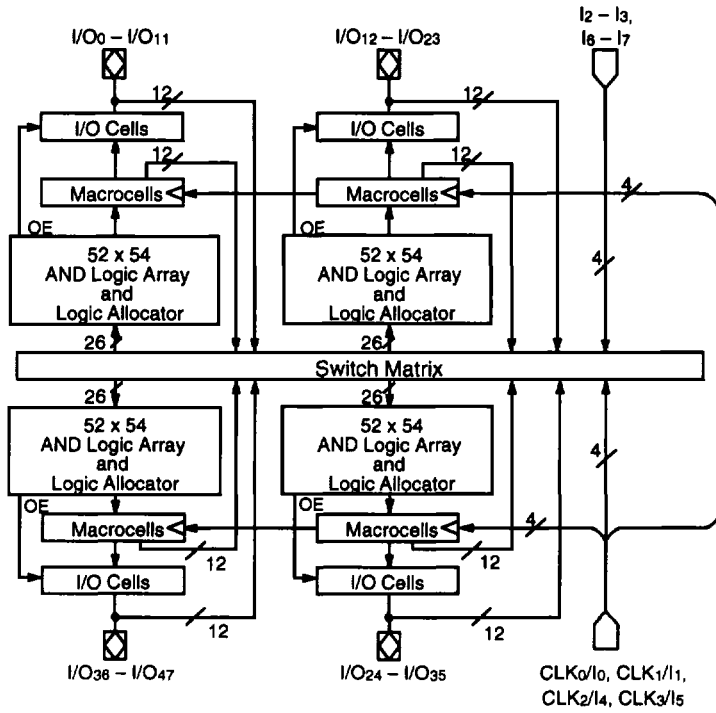 I/O0 – I/O11
I/O12 – I/O23
I2 – I3,
I6 – I7
12
12
I/O Cells
I/O Cells
12
12
Macrocells
Macrocells
4
OE
OE
52 x 54
AND Logic Array
and
Logic Allocator
52 x 54
AND Logic Array
and
Logic Allocator
4
26
26
Switch Matrix
26
26
52 x 54
AND Logic Array
and
Logic Allocator
52 x 54
AND Logic Array
and
Logic Allocator
4
OE
OE
Macrocells
Macrocells
4
12
12
I/O Cells
I/O Cells
12
12
I/O36 – I/O47
I/O24 – I/O35
CLK0/I0, CLK1/I1,
CLK2/I4, CLK3/I5